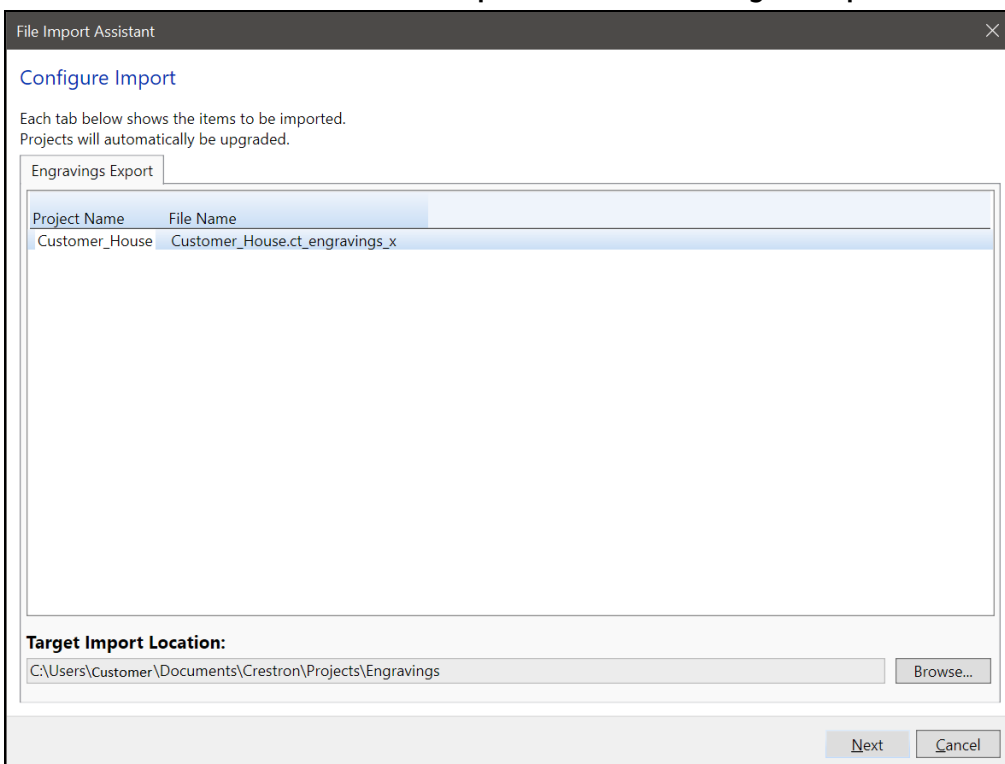 File Import Assistant
Configure Import
Each tab below shows the items to be imported.
Projects will automatically be upgraded.
Engravings Export
Project Name File Name
Customer_House Customer_House.ct_engravings_x
Target Import Location:
C:\Users\Customer\Documents\Crestron\Projects\Engravings Browse...
Next Cancel